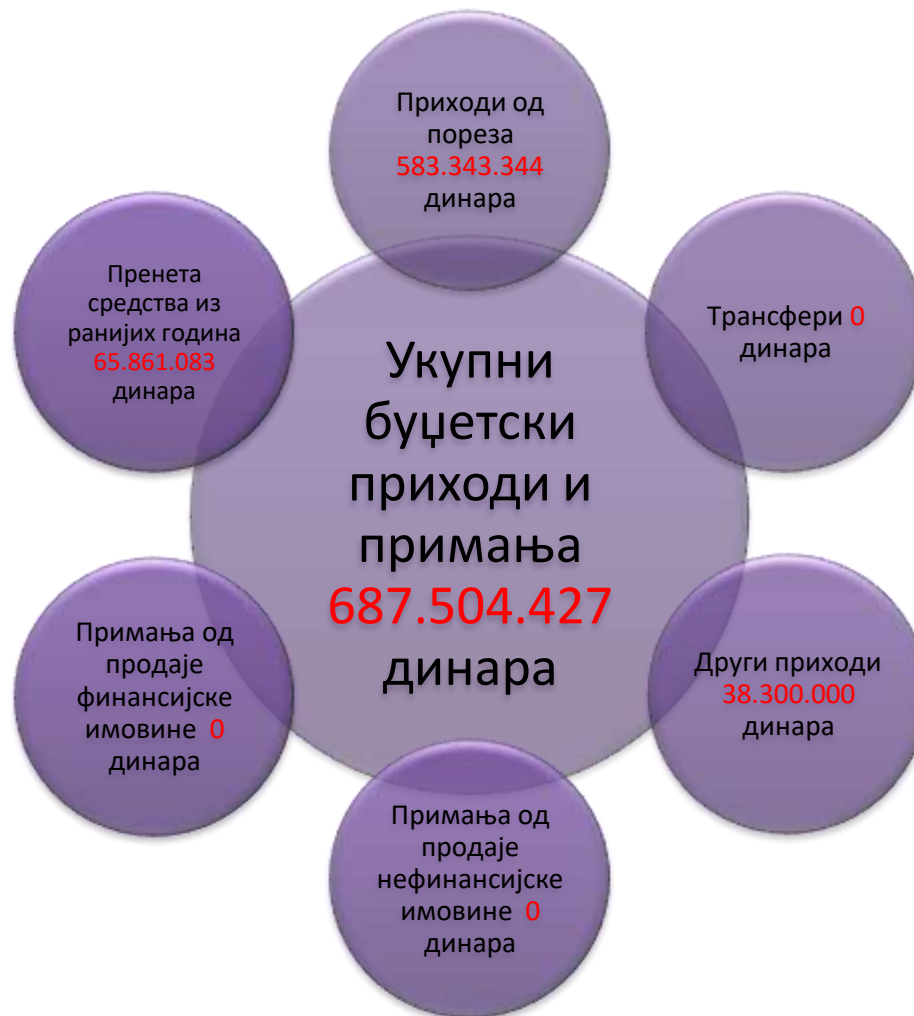 Приходи од
пореза
583.343.344
динара
Пренета
средства из
ранијих година
65.861.083
динара
Трансфери 0
динара
Укупни
буџетски
приходи и
примања
687.504.427
динара
Примања од
продаје
финансијске
имовине 0
динара
Други приходи
38.300.000
динара
Примања од
продаје
нефинансијске
имовине 0
динара